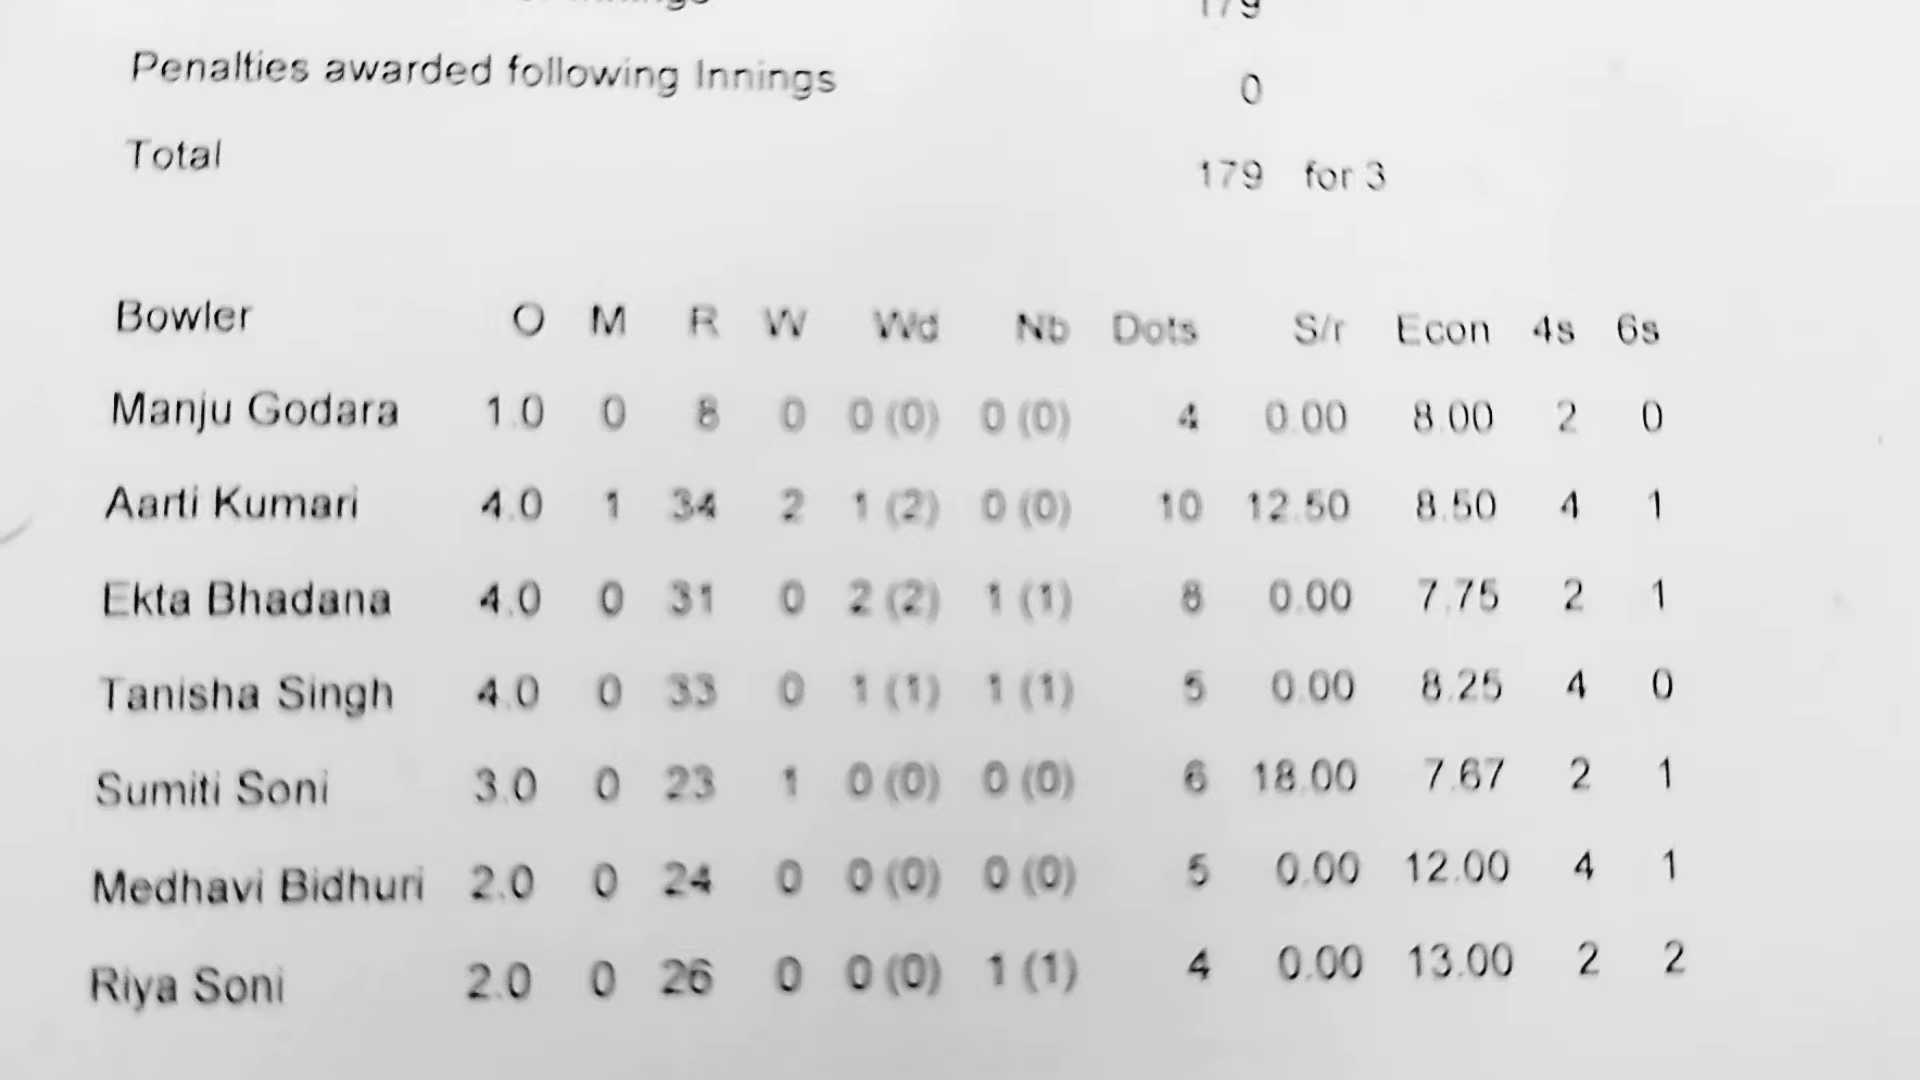 Innings 179
Penalties awarded following Innings 0
Total 179 for 3
Bowler O M R W Wd Nb Dots S/r Econ 4s 6s
Manju Godara 1.0 0 8 0 0 (0) 0 (0) 4 0.00 8.00 2 0
Aarti Kumari 4.0 1 34 2 1 (2) 0 (0) 10 12.50 8.50 4 1
Ekta Bhadana 4.0 0 31 0 2 (2) 1 (1) 8 0.00 7.75 2 1
Tanisha Singh 4.0 0 33 0 1 (1) 1 (1) 5 0.00 8.25 4 0
Sumiti Soni 3.0 0 23 1 0 (0) 0 (0) 6 18.00 7.67 2 1
Medhavi Bidhuri 2.0 0 24 0 0 (0) 0 (0) 5 0.00 12.00 4 1
Riya Soni 2.0 0 26 0 0 (0) 1 (1) 4 0.00 13.00 2 2